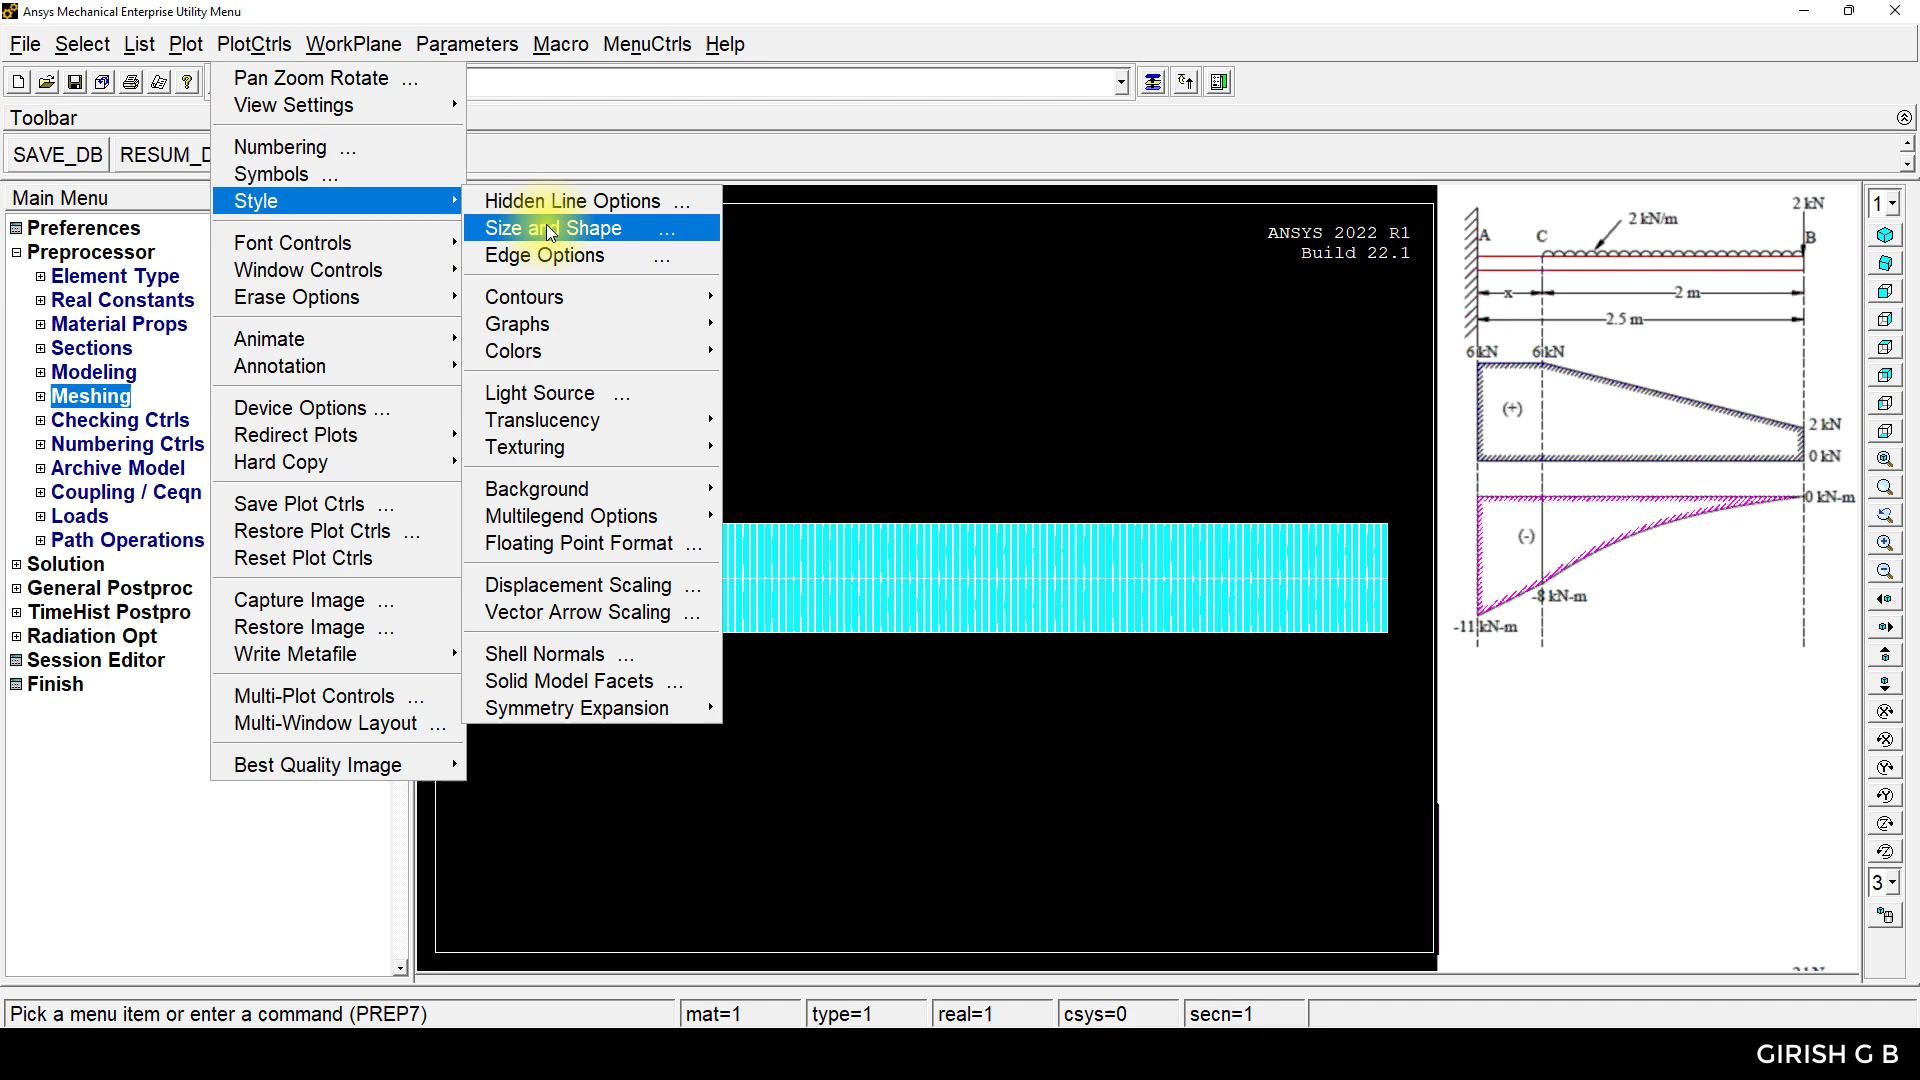 Ansys Mechanical Enterprise Utility Menu
File Select List Plot PlotCtrls WorkPlane Parameters Macro MenuCtrls Help
Toolbar
SAVE_DB RESUM_D
Main Menu
Preferences
Preprocessor
Element Type
Real Constants
Material Props
Sections
Modeling
Meshing
Checking Ctrls
Numbering Ctrls
Archive Model
Coupling / Ceqn
Loads
Path Operations
Solution
General Postproc
TimeHist Postpro
Radiation Opt
Session Editor
Finish
Pan Zoom Rotate ...
View Settings
Numbering ...
Symbols ...
Style
Font Controls
Window Controls
Erase Options
Animate
Annotation
Device Options ...
Redirect Plots
Hard Copy
Save Plot Ctrls ...
Restore Plot Ctrls ...
Reset Plot Ctrls
Capture Image ...
Restore Image ...
Write Metafile
Multi-Plot Controls ...
Multi-Window Layout ...
Best Quality Image
Hidden Line Options ...
Size and Shape ...
Edge Options ...
Contours
Graphs
Colors
Light Source ...
Translucency
Texturing
Background
Multilegend Options
Floating Point Format ...
Displacement Scaling ...
Vector Arrow Scaling ...
Shell Normals ...
Solid Model Facets ...
Symmetry Expansion
ANSYS 2022 R1
Build 22.1
2 kN
2 kN/m
A C B
x 2 m
2.5 m
6 kN 6 kN
(+)
2 kN
0 kN
0 kN-m
(-)
-8 kN-m
-11 kN-m
1
3
Pick a menu item or enter a command (PREP7)
mat=1 type=1 real=1 csys=0 secn=1
GIRISH G B